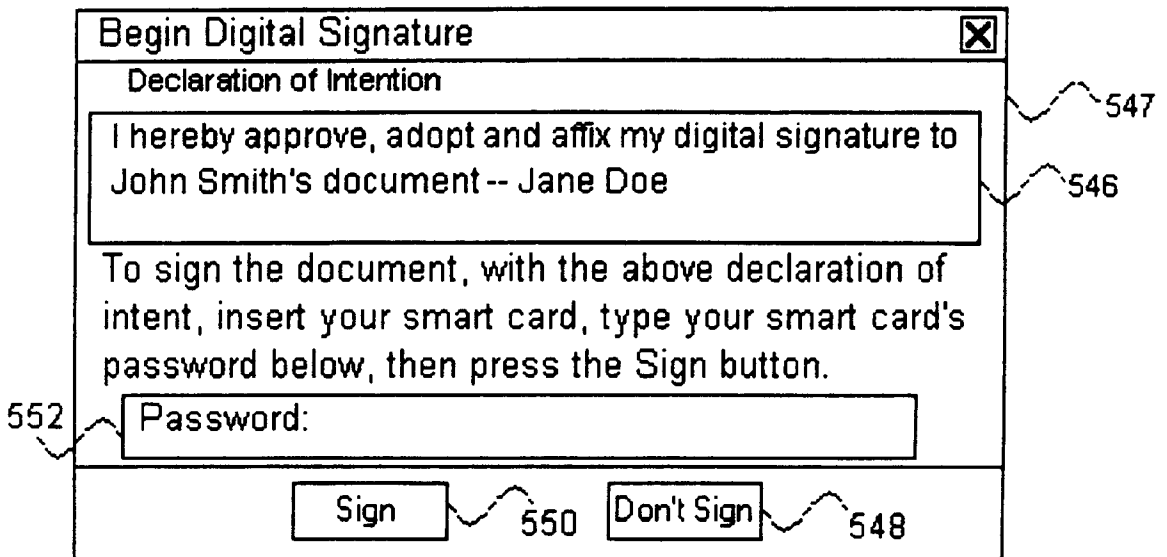 Begin Digital Signature
Declaration of Intention
547
I hereby approve, adopt and affix my digital signature to
John Smith's document -- Jane Doe
546
To sign the document, with the above declaration of
intent, insert your smart card, type your smart card's
password below, then press the Sign button.
552 Password:
Sign 550 Don't Sign 548